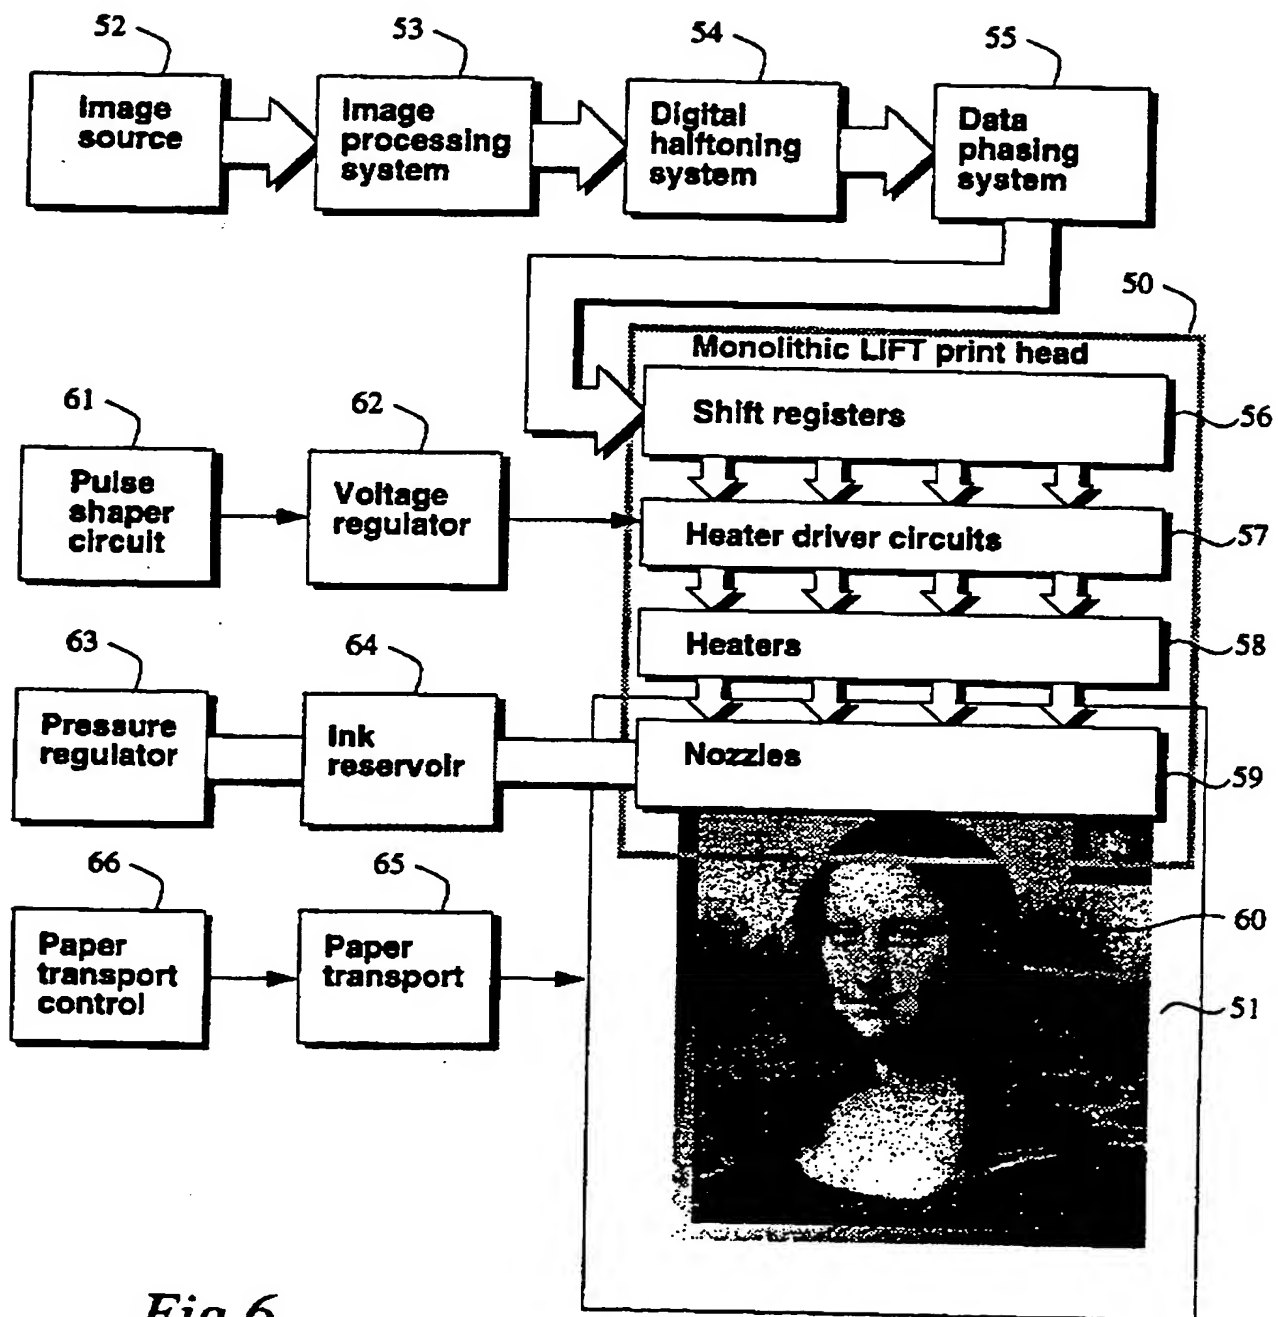 52
53
54
55
Image
source
Image
processing
system
Digital
halftoning
system
Data
phasing
system
50
Monolithic LIFT print head
61
62
Shift registers
56
Pulse
shaper
circuit
Voltage
regulator
Heater driver circuits
57
63
64
Heaters
58
Pressure
regulator
Ink
reservoir
Nozzles
59
66
65
60
Paper
transport
control
Paper
transport
51
Fig 6